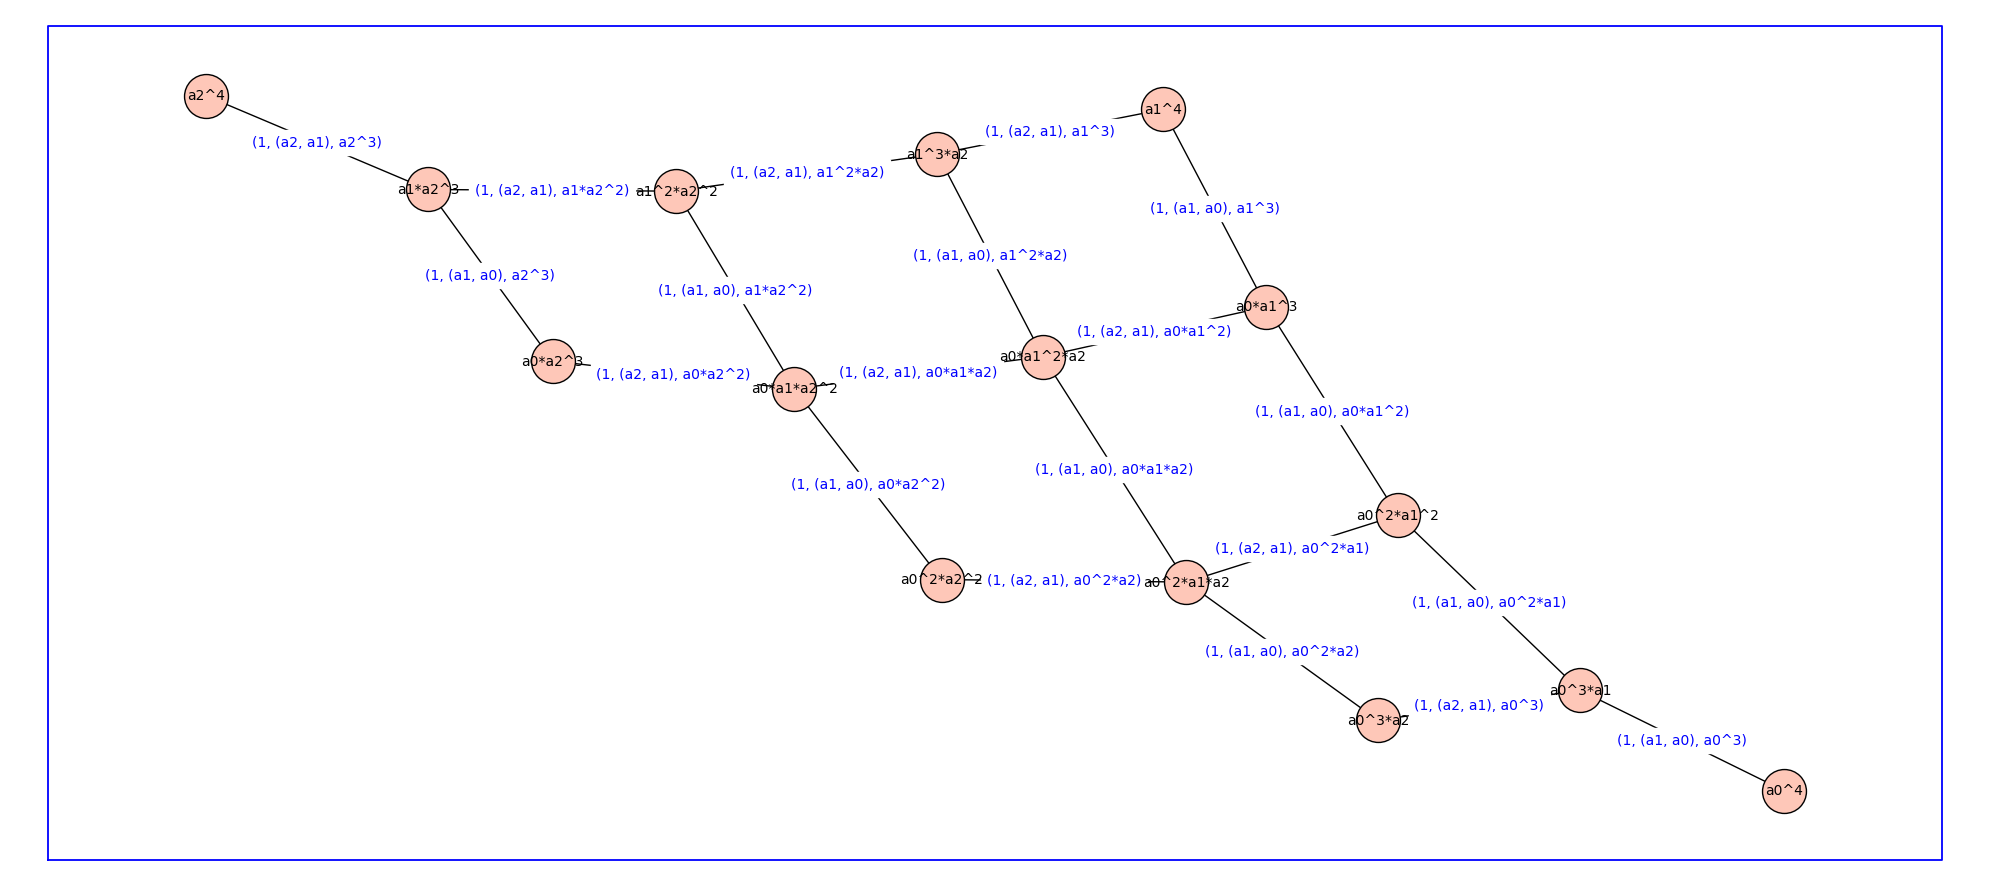 a2^4
a1^4
(1, (a2, a1), a1^3)
(1, (a2, a1), a2^3)
a1^3*a2
(1, (a2, a1), a1^2*a2)
a1*a2^3
(1, (a2, a1), a1*a2^2)
a1^2*a2^2
(1, (a1, a0), a1^3)
(1, (a1, a0), a1^2*a2)
(1, (a1, a0), a2^3)
(1, (a1, a0), a1*a2^2)
a0*a1^3
(1, (a2, a1), a0*a1^2)
a0*a1^2*a2
a0*a2^3
(1, (a2, a1), a0*a2^2)
(1, (a2, a1), a0*a1*a2)
a0*a1*a2^2
(1, (a1, a0), a0*a1^2)
(1, (a1, a0), a0*a1*a2)
(1, (a1, a0), a0*a2^2)
a0^2*a1^2
(1, (a2, a1), a0^2*a1)
a0^2*a2^2
(1, (a2, a1), a0^2*a2)
a0^2*a1*a2
(1, (a1, a0), a0^2*a1)
(1, (a1, a0), a0^2*a2)
a0^3*a1
(1, (a2, a1), a0^3)
a0^3*a2
(1, (a1, a0), a0^3)
a0^4